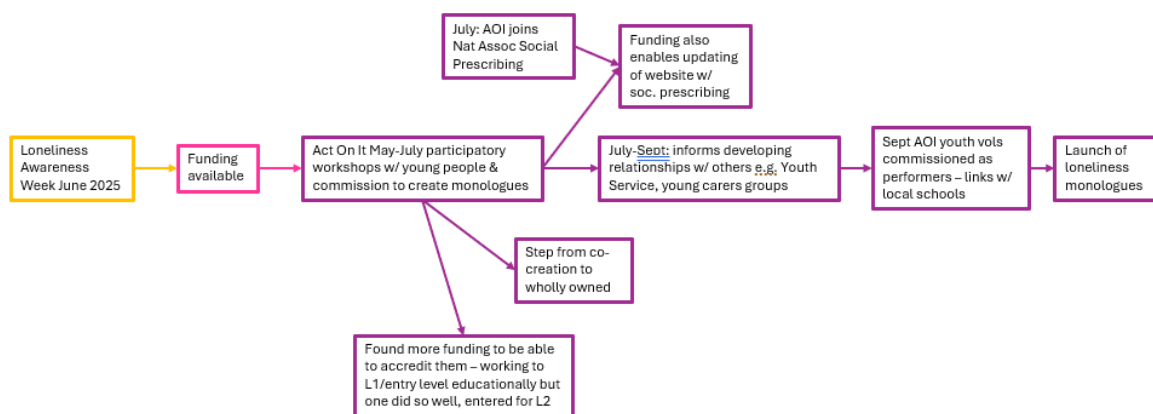 July: AOI joins
Nat Assoc Social
Prescribing
Funding also
enables updating
of website w/
soc. prescribing
Loneliness
Awareness
Week June 2025
Funding
available
Act On It May-July participatory
workshops w/ young people &
commission to create monologues
July-Sept: informs developing
relationships w/ others e.g. Youth
Service, young carers groups
Sept AOI youth vols
commissioned as
performers – links w/
local schools
Launch of
loneliness
monologues
Step from co-
creation to
wholly owned
Found more funding to be able
to accredit them – working to
L1/entry level educationally but
one did so well, entered for L2